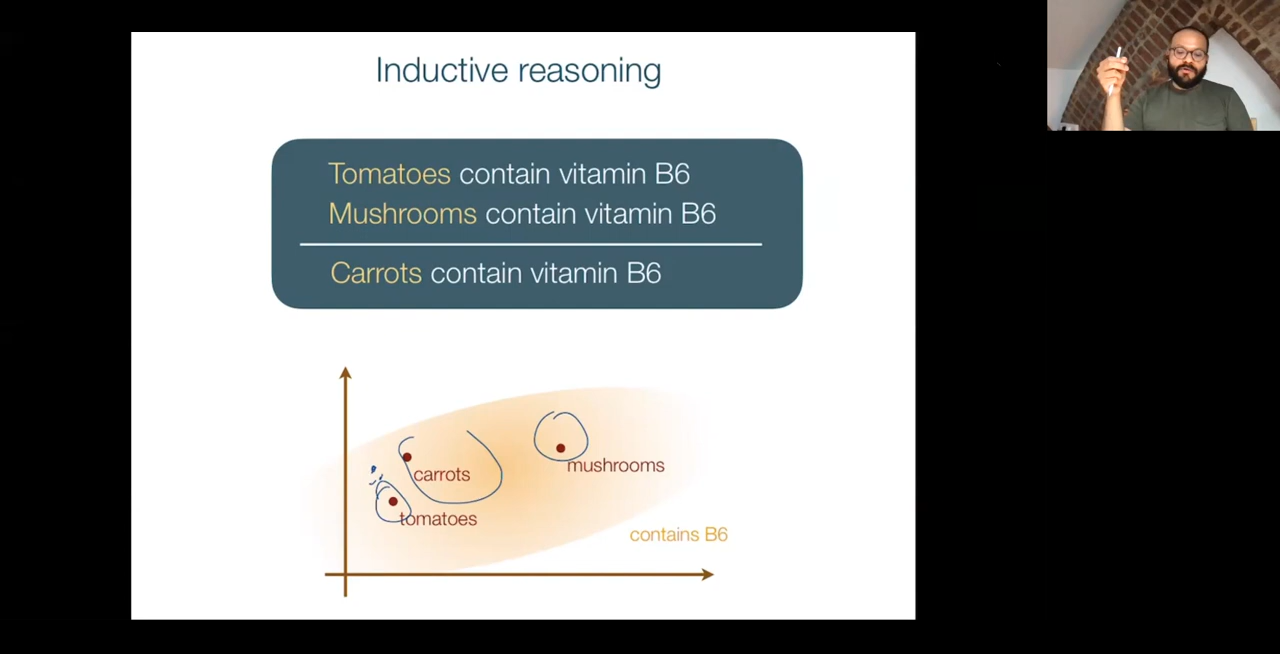 Inductive reasoning
Tomatoes contain vitamin B6
Mushrooms contain vitamin B6
Carrots contain vitamin B6
carrots
mushrooms
tomatoes
contains B6